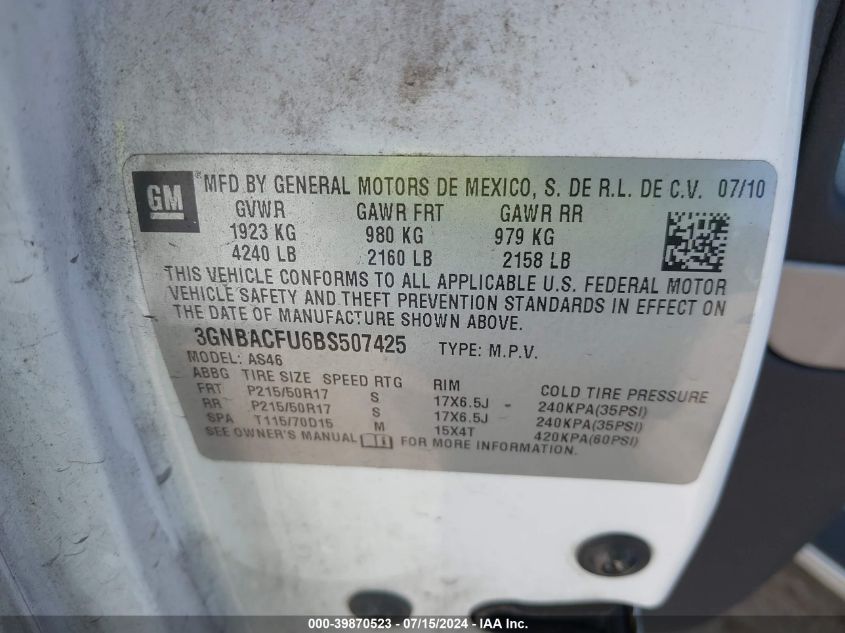 GM ® MFD BY GENERAL MOTORS DE MEXICO, S. DE R.L. DE C.V. 07/10
GVWR GAWR FRT GAWR RR
1923 KG 980 KG 979 KG
4240 LB 2160 LB 2158 LB
THIS VEHICLE CONFORMS TO ALL APPLICABLE U.S. FEDERAL MOTOR
VEHICLE SAFETY AND THEFT PREVENTION STANDARDS IN EFFECT ON
THE DATE OF MANUFACTURE SHOWN ABOVE.
3GNBACFU6BS507425 TYPE: M.P.V.
MODEL: AS46
ABBG TIRE SIZE SPEED RTG RIM COLD TIRE PRESSURE
FRT P215/50R17 S 17X6.5J - 240KPA(35PSI)
RR P215/50R17 S 17X6.5J - 240KPA(35PSI)
SPA T115/70D15 M 15X4T 420KPA(60PSI)
SEE OWNER'S MANUAL FOR MORE INFORMATION.
000-39870523 - 07/15/2024 - IAA Inc.